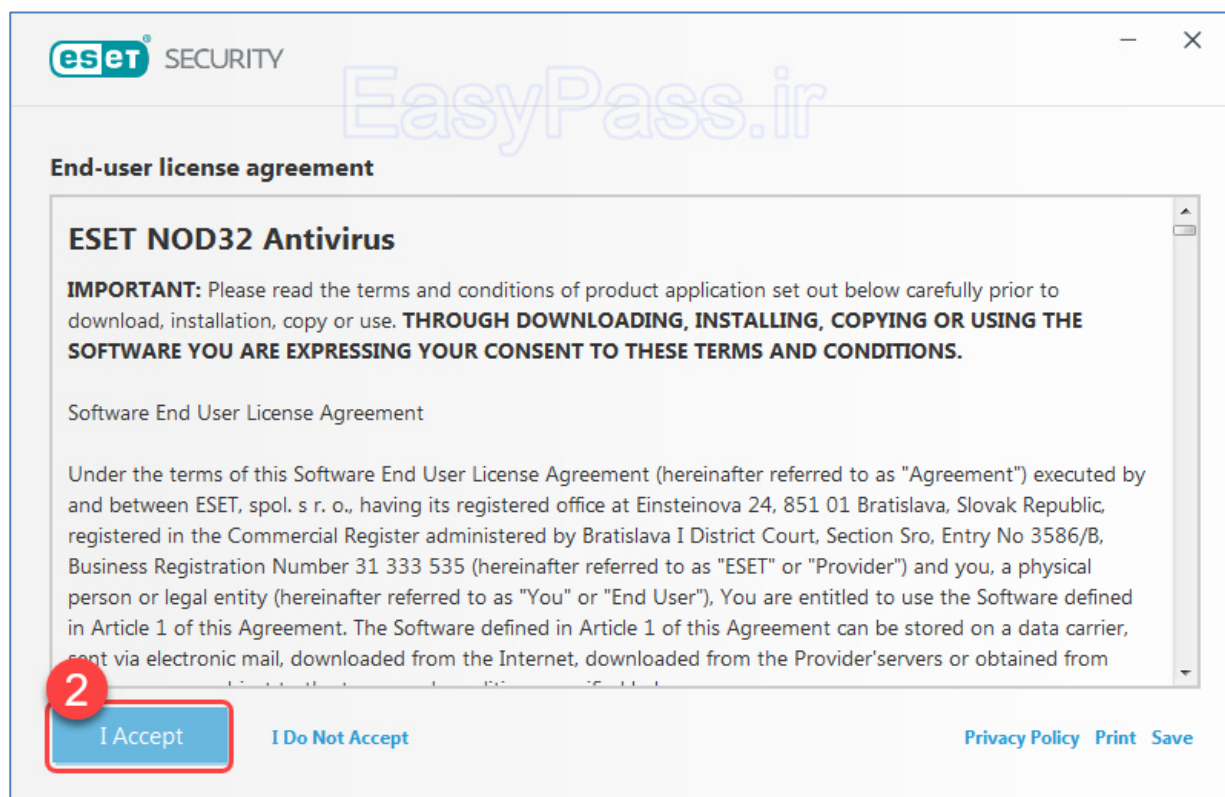 eseT® SECURITY
EasyPass.ir
End-user license agreement
ESET NOD32 Antivirus
IMPORTANT: Please read the terms and conditions of product application set out below carefully prior to
download, installation, copy or use. THROUGH DOWNLOADING, INSTALLING, COPYING OR USING THE
SOFTWARE YOU ARE EXPRESSING YOUR CONSENT TO THESE TERMS AND CONDITIONS.
Software End User License Agreement
Under the terms of this Software End User License Agreement (hereinafter referred to as "Agreement") executed by
and between ESET, spol. s r. o., having its registered office at Einsteinova 24, 851 01 Bratislava, Slovak Republic,
registered in the Commercial Register administered by Bratislava I District Court, Section Sro, Entry No 3586/B,
Business Registration Number 31 333 535 (hereinafter referred to as "ESET" or "Provider") and you, a physical
person or legal entity (hereinafter referred to as "You" or "End User"), You are entitled to use the Software defined
in Article 1 of this Agreement. The Software defined in Article 1 of this Agreement can be stored on a data carrier,
sent via electronic mail, downloaded from the Internet, downloaded from the Provider'servers or obtained from
2
I Accept I Do Not Accept Privacy Policy Print Save